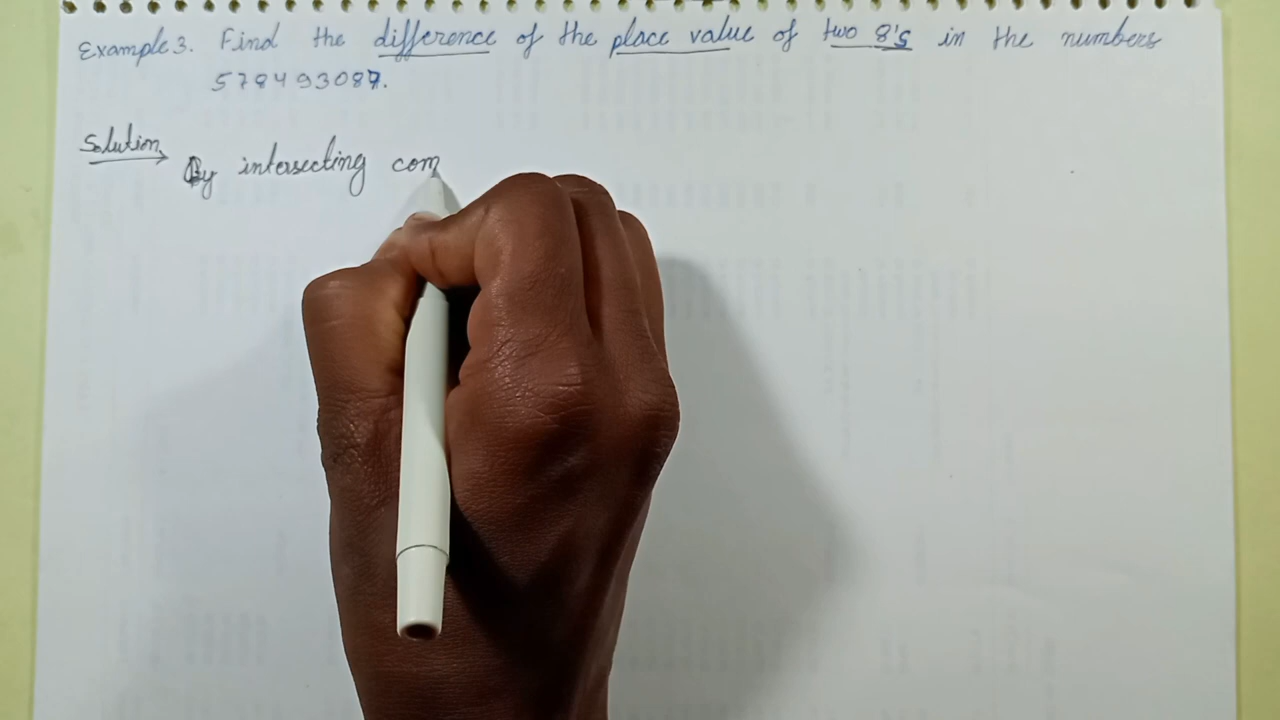 Example 3. Find the difference of the place value of two 8's in the numbers
578493087.
Solution
By intersecting com